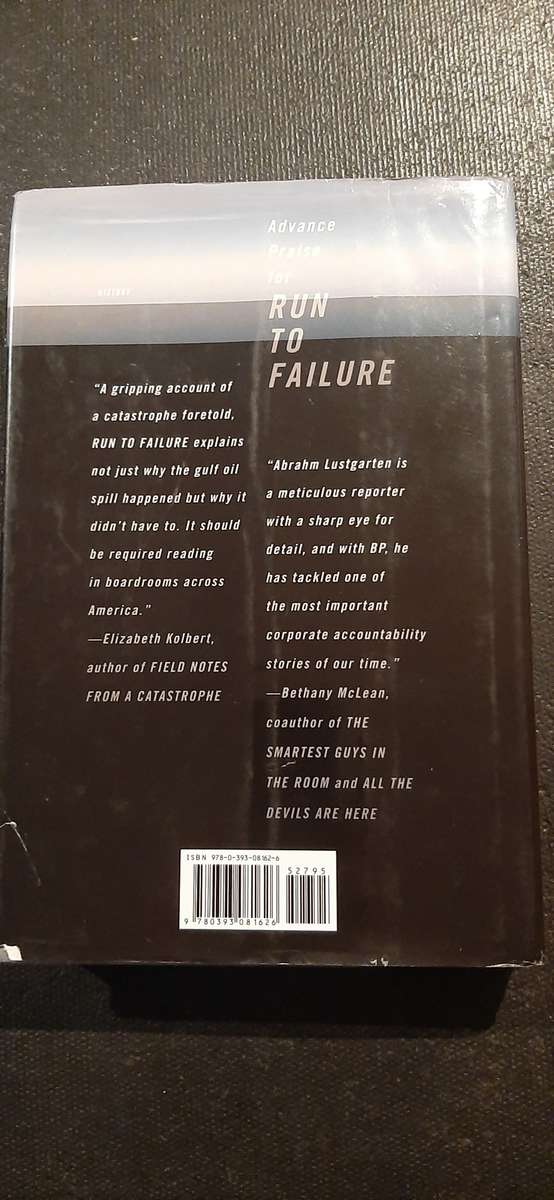 Advance
Praise
for
RUN
TO
FAILURE
HISTORY
“A gripping account of
a catastrophe foretold,
RUN TO FAILURE explains
not just why the gulf oil
spill happened but why it
didn’t have to. It should
be required reading
in boardrooms across
America.”
—Elizabeth Kolbert,
author of FIELD NOTES
FROM A CATASTROPHE
“Abrahm Lustgarten is
a meticulous reporter
with a sharp eye for
detail, and with BP, he
has tackled one of
the most important
corporate accountability
stories of our time.”
—Bethany McLean,
coauthor of THE
SMARTEST GUYS IN
THE ROOM and ALL THE
DEVILS ARE HERE
ISBN 978-0-393-08162-6
52795
9 780393 081626